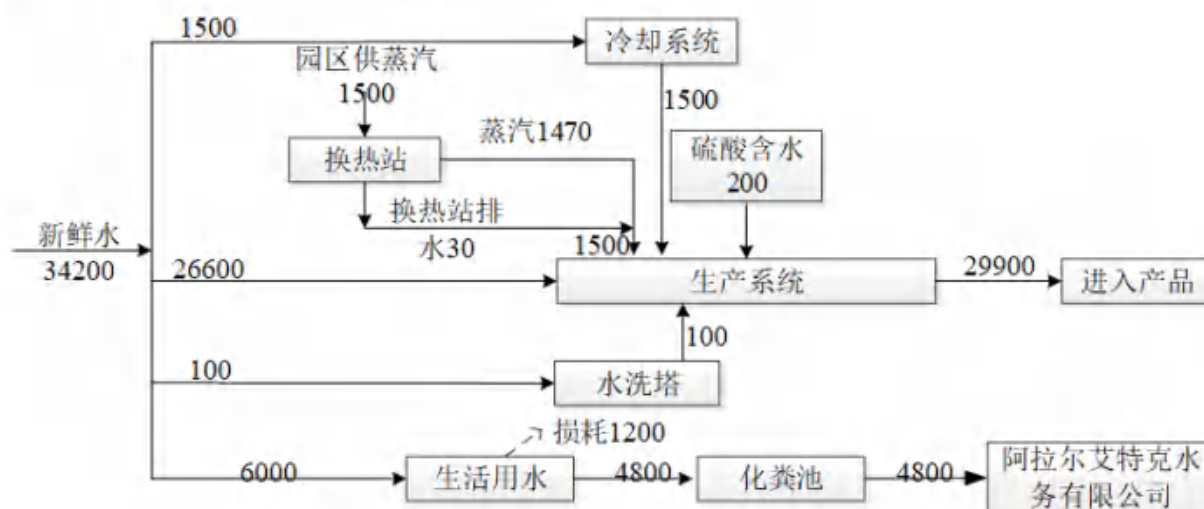 1500
冷却系统
园区供蒸汽
1500
1500
蒸汽1470
硫酸含水
200
换热站
换热站排
水30
1500
新鲜水
34200
26600
生产系统
29900
进入产品
100
100
水洗塔
损耗1200
6000
生活用水
4800
化粪池
4800
阿拉尔艾特克水
务有限公司